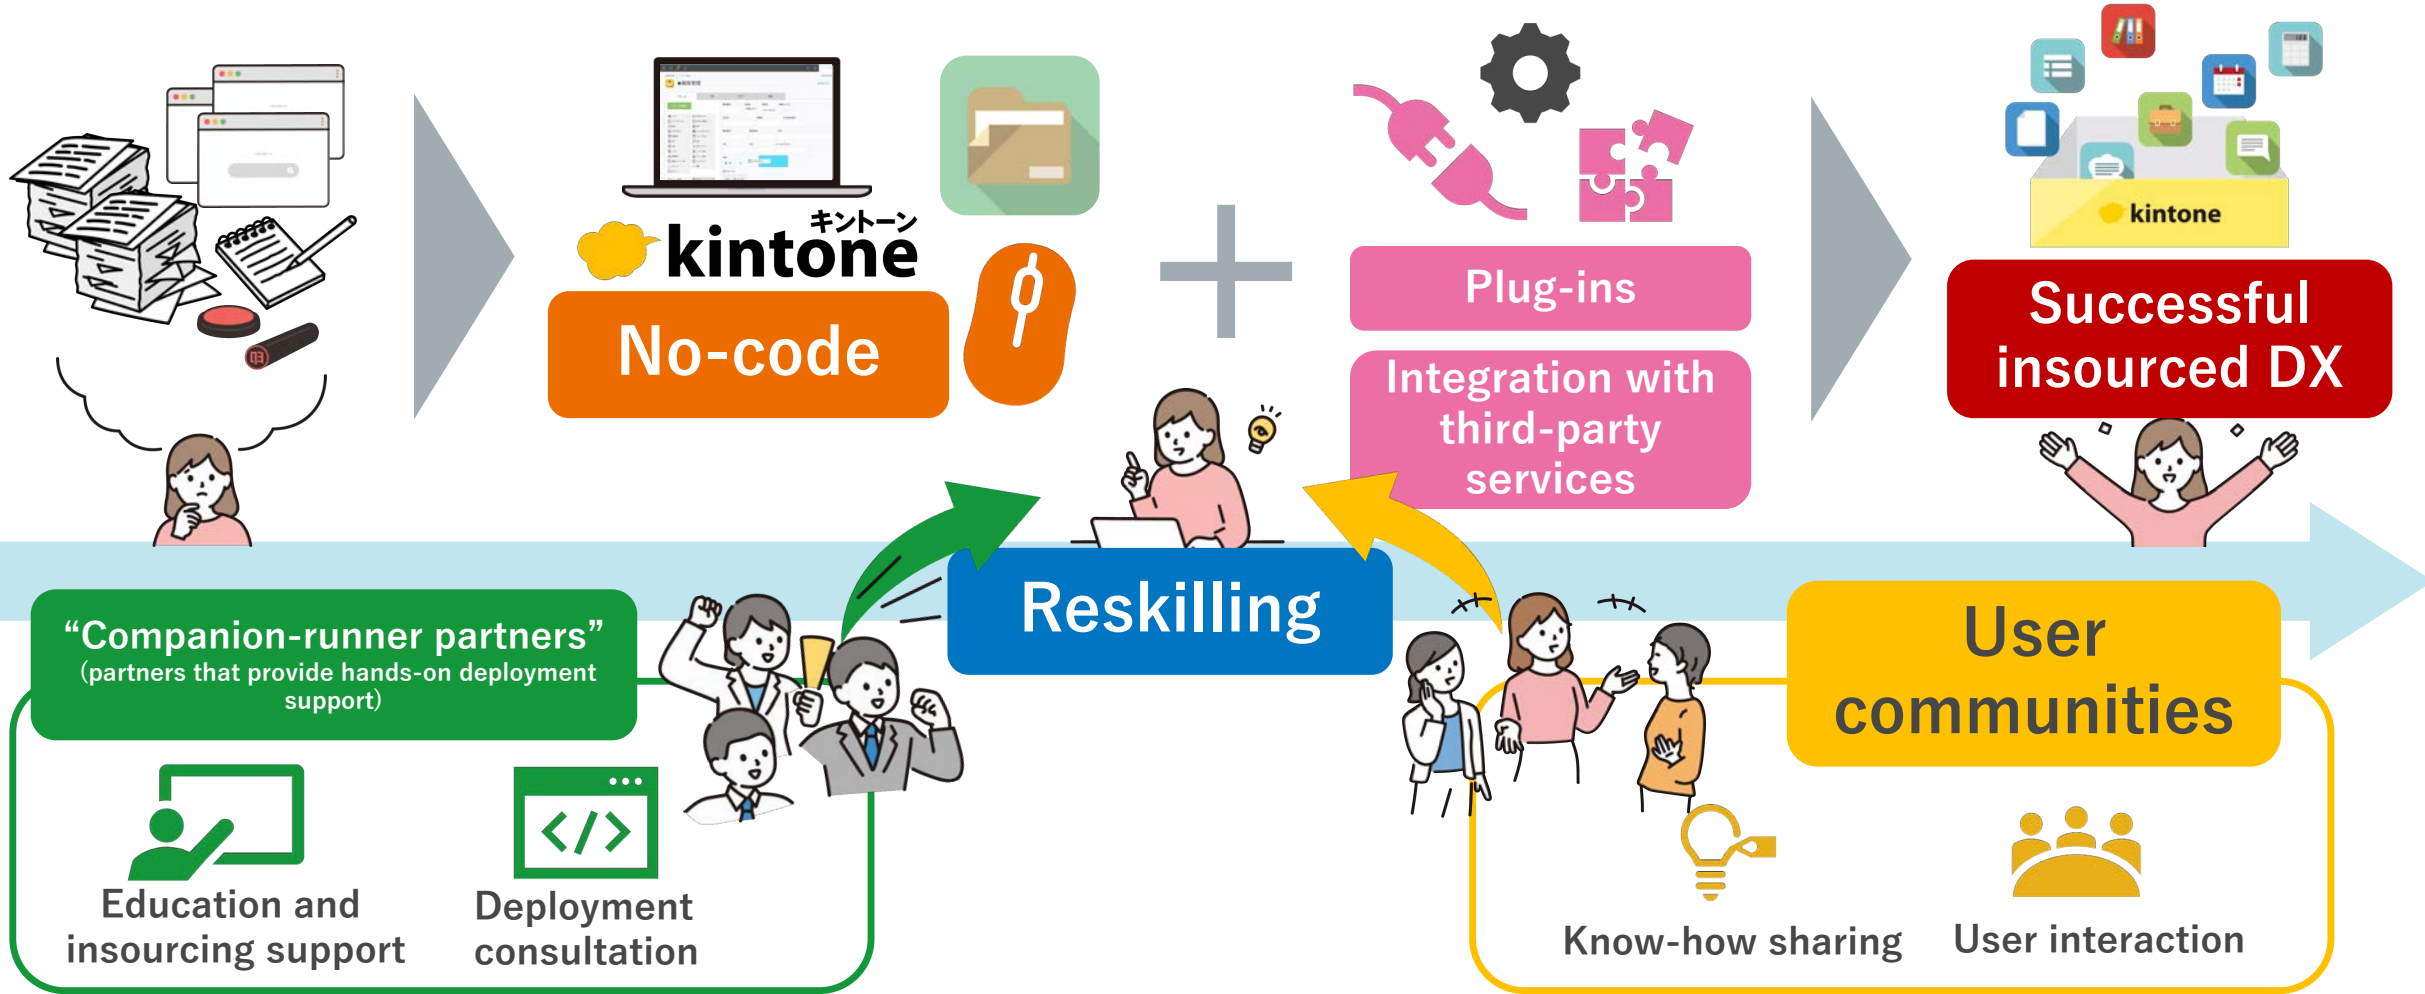 キントーン
kintone
No-code
Plug-ins
Integration with
third-party
services
kintone
Successful
insourced DX
Reskilling
“Companion-runner partners”
(partners that provide hands-on deployment
support)
Education and
insourcing support
Deployment
consultation
User
communities
Know-how sharing
User interaction